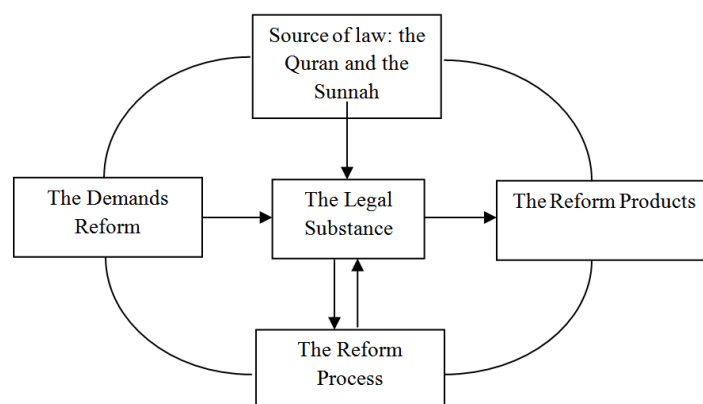 Source of law: the
Quran and the
Sunnah
The Demands
Reform
The Legal
Substance
The Reform Products
The Reform
Process